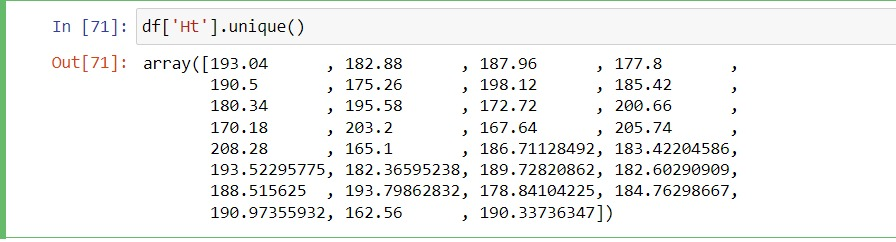 In [71]: df['Ht'].unique()
Out[71]: array([193.04      , 182.88      , 187.96      , 177.8       ,
190.5       , 175.26      , 198.12      , 185.42      ,
180.34      , 195.58      , 172.72      , 200.66      ,
170.18      , 203.2       , 167.64      , 205.74      ,
208.28      , 165.1       , 186.71128492, 183.42204586,
193.52295775, 182.36595238, 189.72820862, 182.60290909,
188.515625  , 193.79862832, 178.84104225, 184.76298667,
190.97355932, 162.56      , 190.33736347])